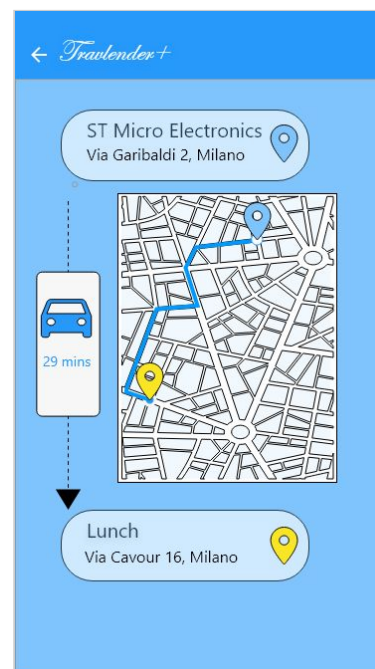 Travlender+
ST Micro Electronics
Via Garibaldi 2, Milano
29 mins
Lunch
Via Cavour 16, Milano